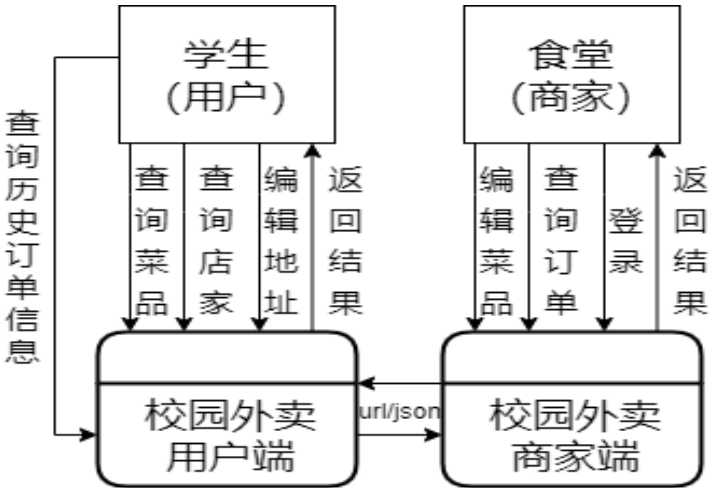 学生
（用户）
食堂
（商家）
查询历史订单信息
查询菜品
查询店家
编辑地址
返回结果
编辑菜品
查询订单
登录
返回结果
校园外卖
用户端
url/json
校园外卖
商家端